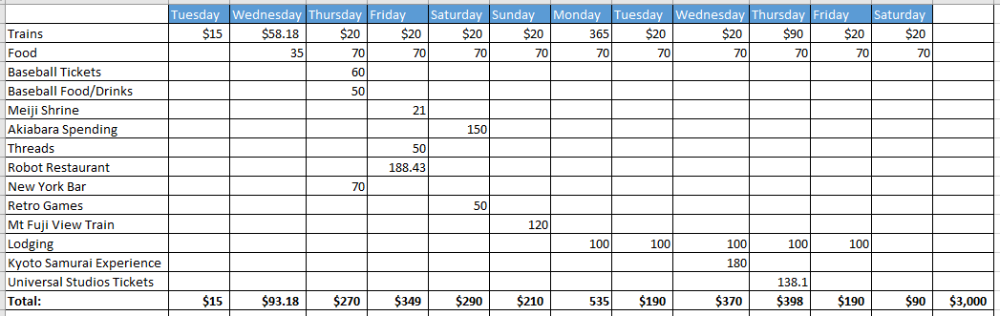 Tuesday Wednesday Thursday Friday Saturday Sunday Monday Tuesday Wednesday Thursday Friday Saturday
Trains $15 $58.18 $20 $20 $20 $20 365 $20 $20 $90 $20 $20
Food 35 70 70 70 70 70 70 70 70 70 70
Baseball Tickets 60
Baseball Food/Drinks 50
Meiji Shrine 21
Akiabara Spending 150
Threads 50
Robot Restaurant 188.43
New York Bar 70
Retro Games 50
Mt Fuji View Train 120
Lodging 100 100 100 100 100
Kyoto Samurai Experience 180
Universal Studios Tickets 138.1
Total: $15 $93.18 $270 $349 $290 $210 535 $190 $370 $398 $190 $90 $3,000